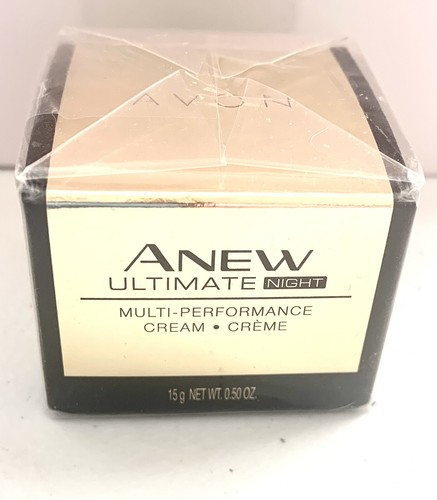 AVON
ANEW
ULTIMATE NIGHT
MULTI-PERFORMANCE
CREAM • CRÈME
15 g NET WT. 0.50 OZ.